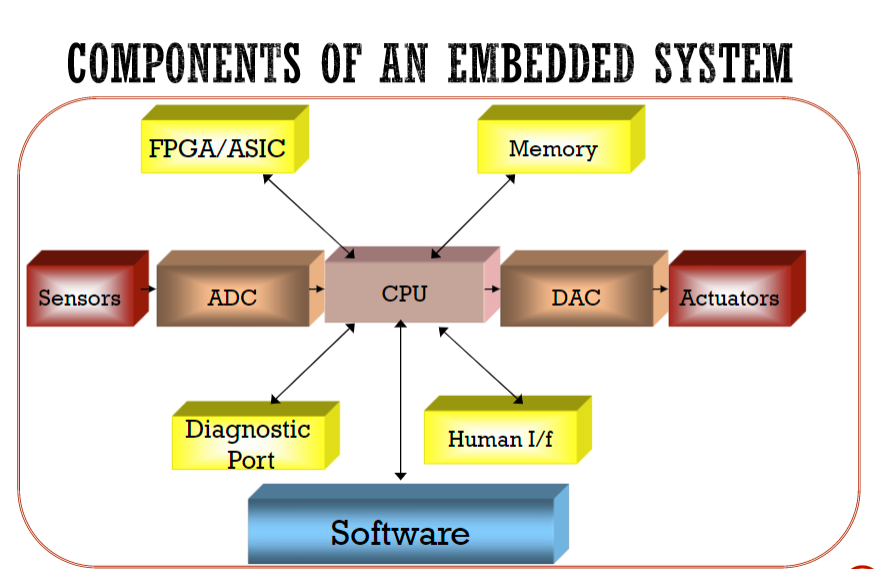 COMPONENTS OF AN EMBEDDED SYSTEM
FPGA/ASIC
Memory
Sensors
ADC
CPU
DAC
Actuators
Diagnostic
Port
Human I/f
Software